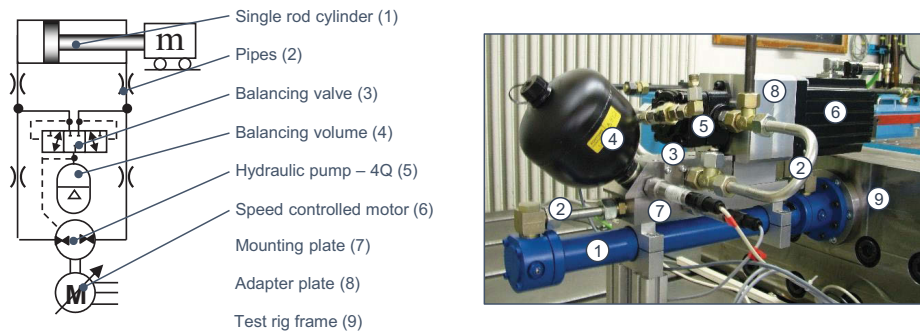 Single rod cylinder (1)
m
Pipes (2)
Balancing valve (3)
Balancing volume (4)
Hydraulic pump – 4Q (5)
Speed controlled motor (6)
M
Mounting plate (7)
Adapter plate (8)
Test rig frame (9)
8
6
5
4
3
2
9
2
7
1